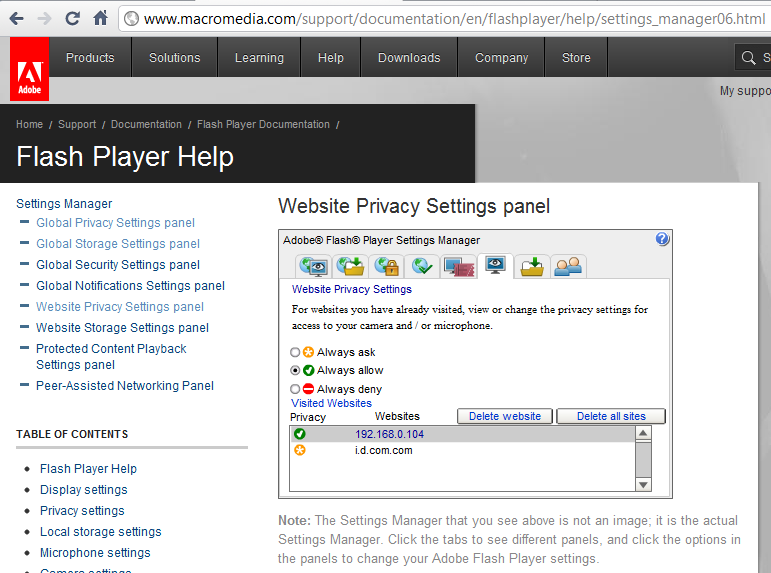 www.macromedia.com/support/documentation/en/flashplayer/help/settings_manager06.html
Adobe
Products
Solutions
Learning
Help
Downloads
Company
Store
My suppo
Home / Support / Documentation / Flash Player Documentation /
Flash Player Help
Settings Manager
Global Privacy Settings panel
Global Storage Settings panel
Global Security Settings panel
Global Notifications Settings panel
Website Privacy Settings panel
Website Storage Settings panel
Protected Content Playback
Settings panel
Peer-Assisted Networking Panel
TABLE OF CONTENTS
Flash Player Help
Display settings
Privacy settings
Local storage settings
Microphone settings
Camera settings
Website Privacy Settings panel
Adobe® Flash® Player Settings Manager
Website Privacy Settings
For websites you have already visited, view or change the privacy settings for
access to your camera and / or microphone.
Always ask
Always allow
Always deny
Visited Websites
Privacy Websites Delete website Delete all sites
192.168.0.104
i.d.com.com
Note: The Settings Manager that you see above is not an image; it is the actual
Settings Manager. Click the tabs to see different panels, and click the options in
the panels to change your Adobe Flash Player settings.